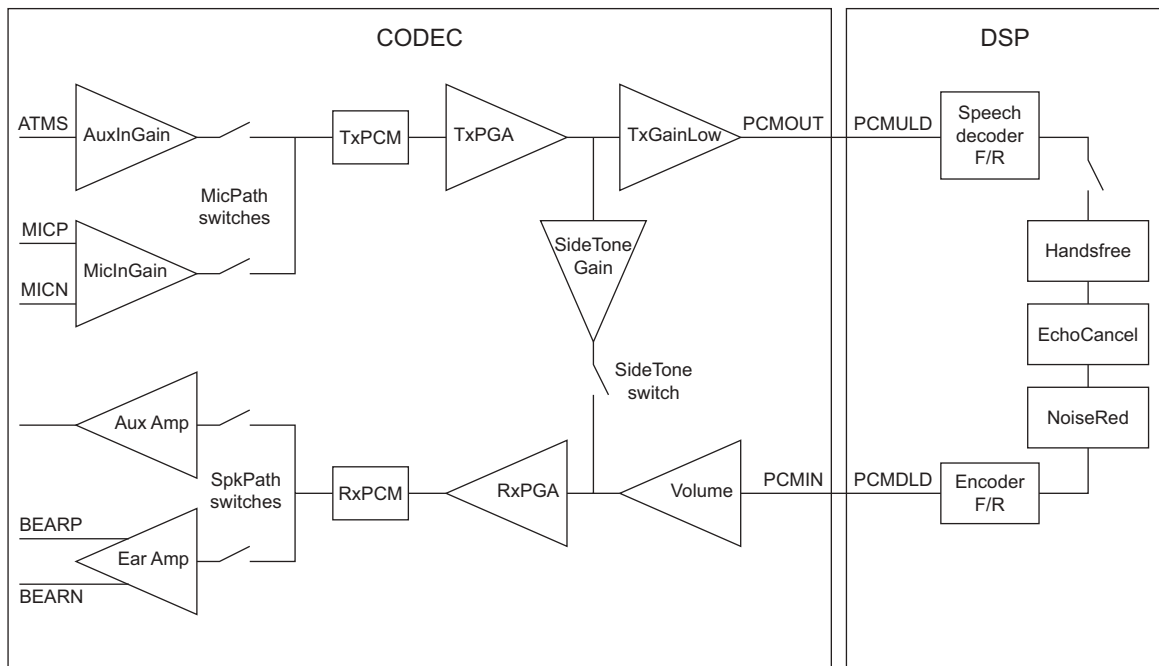 CODEC
DSP
ATMS
AuxInGain
TxPCM
TxPGA
TxGainLow
PCMOUT
PCMULD
Speech
decoder
F/R
MicPath
switches
MICP
MICN
MicInGain
SideTone
Gain
Handsfree
EchoCancel
SideTone
switch
NoiseRed
Aux Amp
SpkPath
switches
RxPCM
RxPGA
Volume
PCMIN
PCMDLD
Encoder
F/R
BEARP
Ear Amp
BEARN